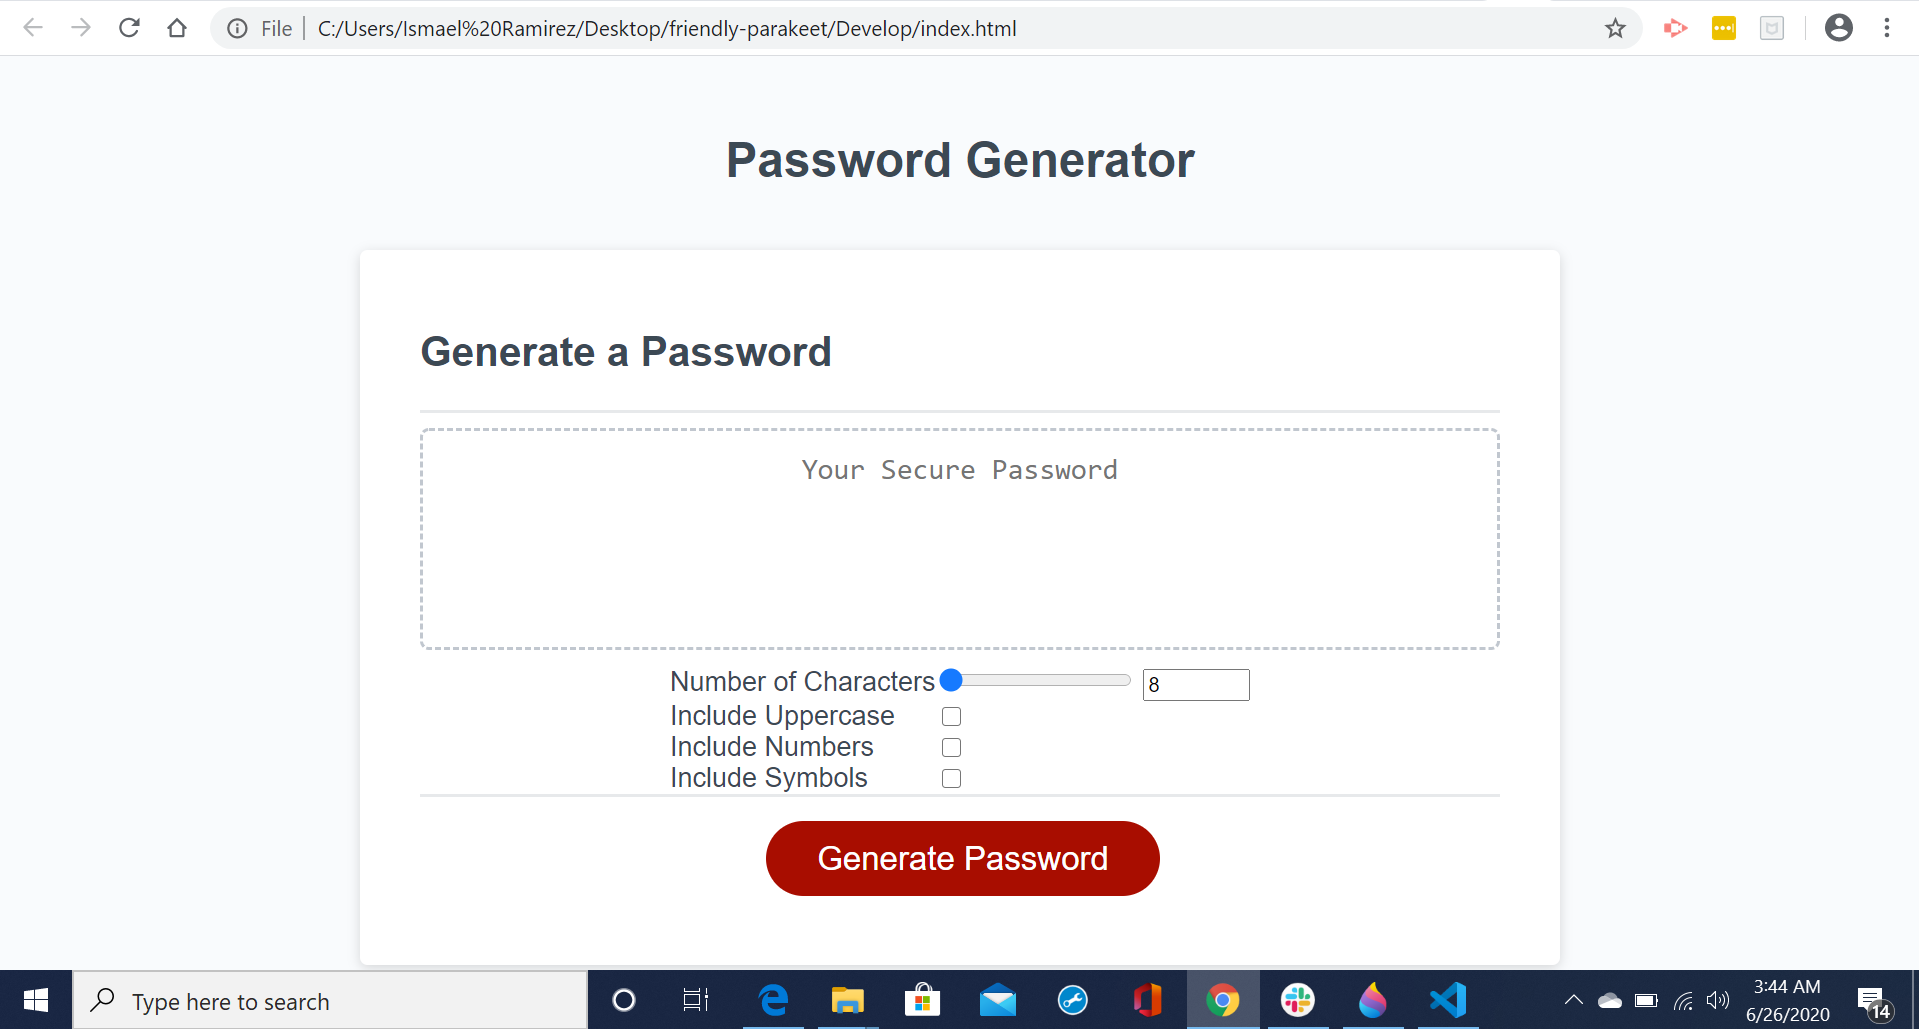 File
C:/Users/Ismael%20Ramirez/Desktop/friendly-parakeet/Develop/index.html
Password Generator
Generate a Password
Your Secure Password
Number of Characters 8
Include Uppercase
Include Numbers
Include Symbols
Generate Password
Type here to search
3:44 AM
6/26/2020
14